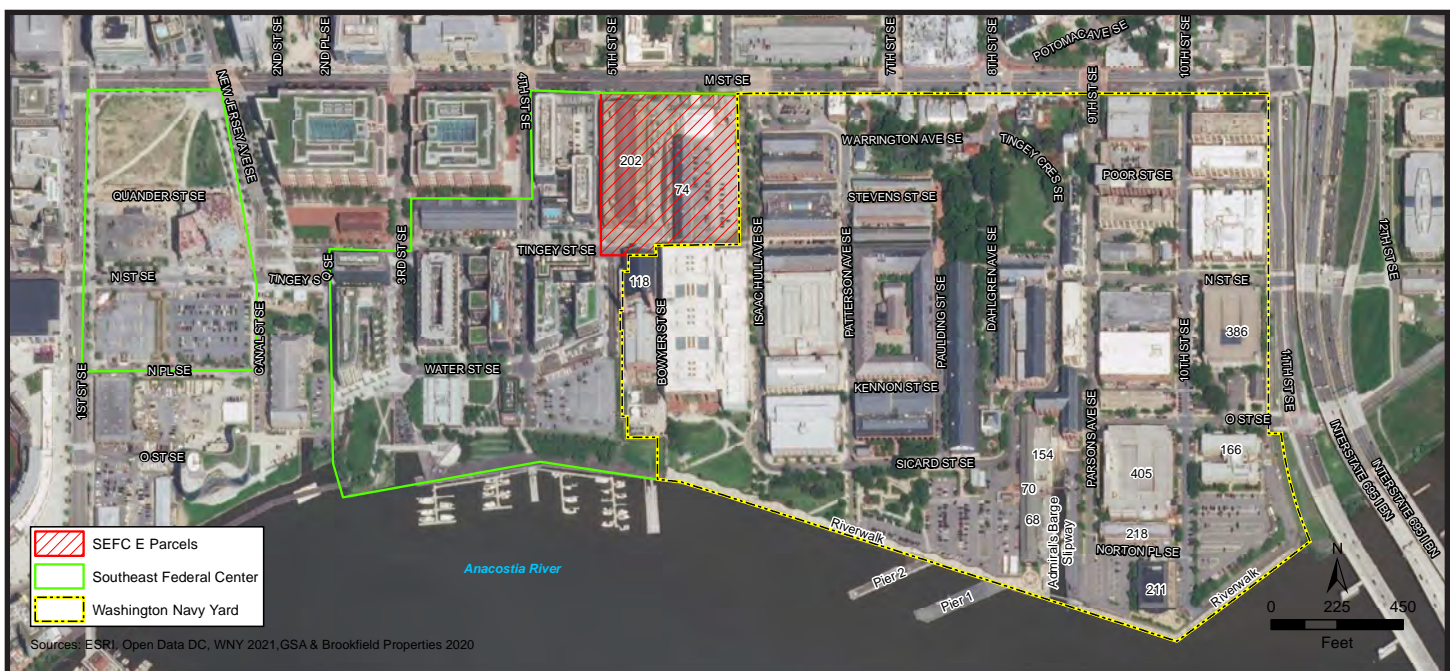 2ND ST SE
2ND PL SE
5TH ST SE
7TH ST SE
8TH ST SE
POTOMAC AVE SE
10TH ST SE
NEW JERSEY AVE SE
4TH ST SE
M ST SE
9TH ST SE
WARRINGTON AVE SE
TINGEY CRES SE
QUANDER ST SE
202
74
STEVENS ST SE
POOR ST SE
12TH ST SE
3RD ST SE
TINGEY ST SE
ISAAC HULL AVE SE
PATTERSON AVE SE
PAULDING ST SE
DAHLGREN AVE SE
N ST SE
TINGEY S
Q SE
118
N ST SE
BOWYER ST SE
386
CANAL ST SE
10TH ST SE
11TH ST SE
1ST ST SE
N PL SE
WATER ST SE
KENNON ST SE
PARSONS AVE SE
O ST SE
O ST SE
SICARD ST SE
154
405
166
INTERSTATE 695 I BN
INTERSTATE 695 I BN
70
68
Riverwalk
218
NORTON PL SE
Admiral's Barge
Slipway
211
Riverwalk
Pier 2
Pier 1
Anacostia River
SEFC E Parcels
Southeast Federal Center
Washington Navy Yard
N
0 225 450
Feet
Sources: ESRI, Open Data DC, WNY 2021,GSA & Brookfield Properties 2020